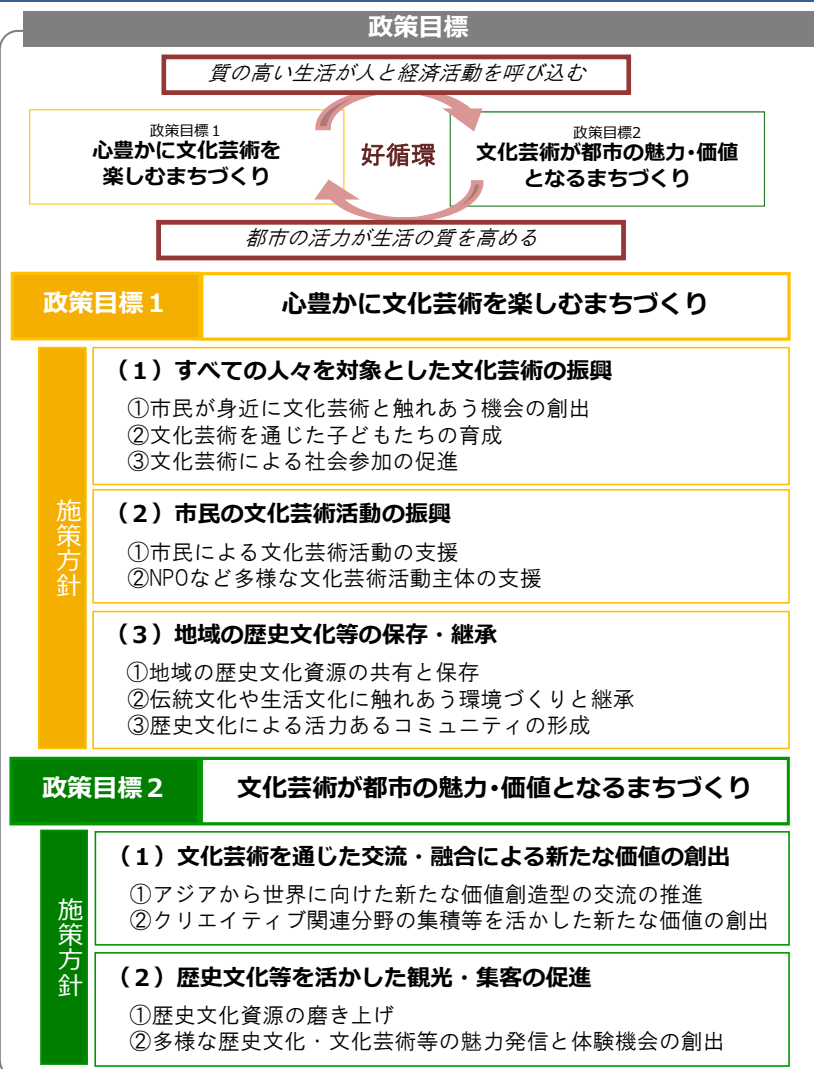 政策目標
質の高い生活が人と経済活動を呼び込む
政策目標1
心豊かに文化芸術を
楽しむまちづくり
好循環
政策目標2
文化芸術が都市の魅力・価値
となるまちづくり
都市の活力が生活の質を高める
政策目標1
心豊かに文化芸術を楽しむまちづくり
施策方針
(1)すべての人々を対象とした文化芸術の振興
①市民が身近に文化芸術と触れあう機会の創出
②文化芸術を通じた子どもたちの育成
③文化芸術による社会参加の促進
(2)市民の文化芸術活動の振興
①市民による文化芸術活動の支援
②NPOなど多様な文化芸術活動主体の支援
(3)地域の歴史文化等の保存・継承
①地域の歴史文化資源の共有と保存
②伝統文化や生活文化に触れあう環境づくりと継承
③歴史文化による活力あるコミュニティの形成
政策目標2
文化芸術が都市の魅力・価値となるまちづくり
施策方針
(1)文化芸術を通じた交流・融合による新たな価値の創出
①アジアから世界に向けた新たな価値創造型の交流の推進
②クリエイティブ関連分野の集積等を活かした新たな価値の創出
(2)歴史文化等を活かした観光・集客の促進
①歴史文化資源の磨き上げ
②多様な歴史文化・文化芸術等の魅力発信と体験機会の創出